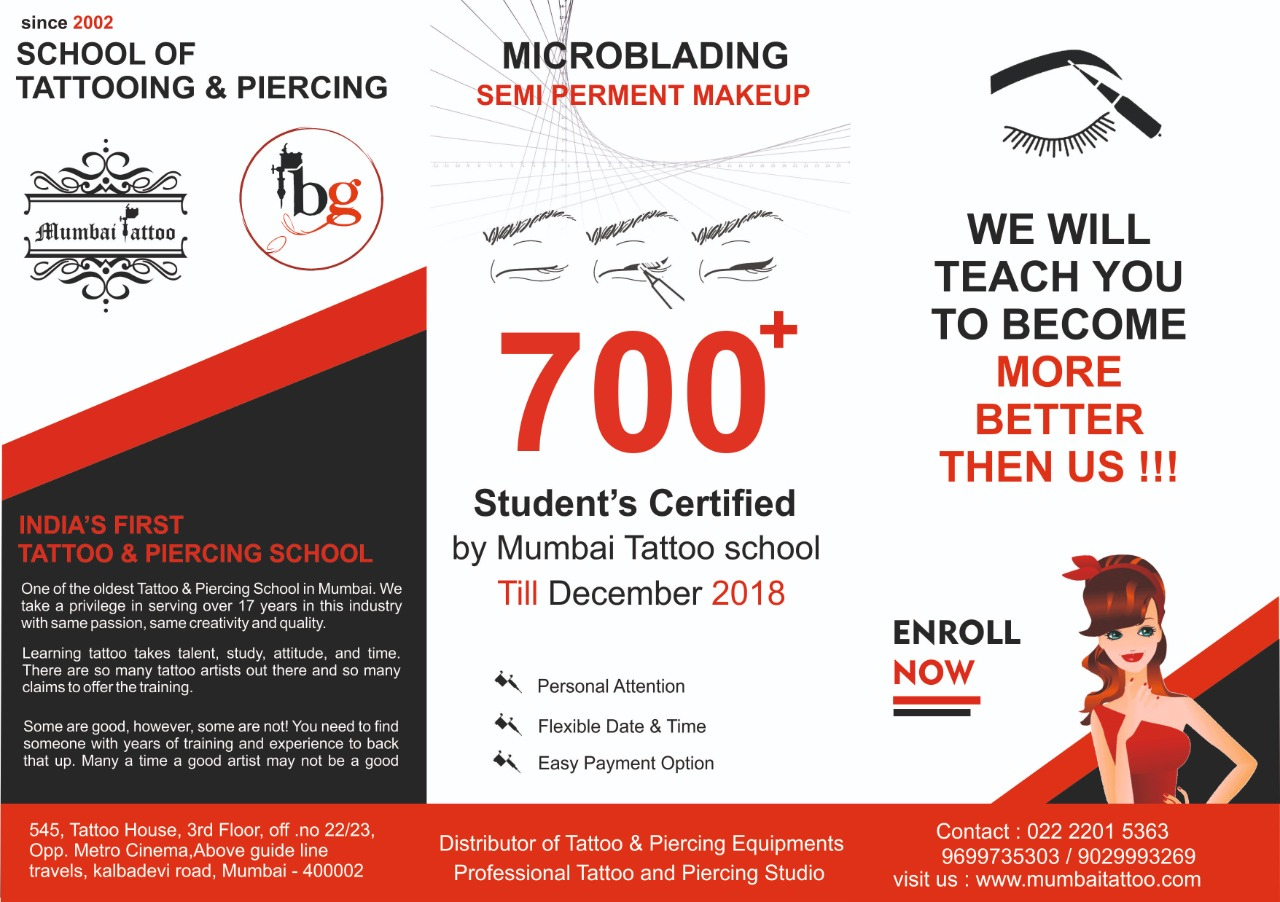 since 2002
SCHOOL OF
TATTOOING & PIERCING
Mumbai Tattoo
bg
INDIA'S FIRST
TATTOO & PIERCING SCHOOL
One of the oldest Tattoo & Piercing School in Mumbai. We
take a privilege in serving over 17 years in this industry
with same passion, same creativity and quality.
Learning tattoo takes talent, study, attitude, and time.
There are so many tattoo artists out there and so many
claims to offer the training.
Some are good, however, some are not! You need to find
someone with years of training and experience to back
that up. Many a time a good artist may not be a good
545, Tattoo House, 3rd Floor, off .no 22/23,
Opp. Metro Cinema,Above guide line
travels, kalbadevi road, Mumbai - 400002
MICROBLADING
SEMI PERMENT MAKEUP
700+
Student's Certified
by Mumbai Tattoo school
Till December 2018
Personal Attention
Flexible Date & Time
Easy Payment Option
Distributor of Tattoo & Piercing Equipments
Professional Tattoo and Piercing Studio
WE WILL
TEACH YOU
TO BECOME
MORE
BETTER
THEN US !!!
ENROLL
NOW
Contact : 022 2201 5363
9699735303 / 9029993269
visit us : www.mumbaitattoo.com